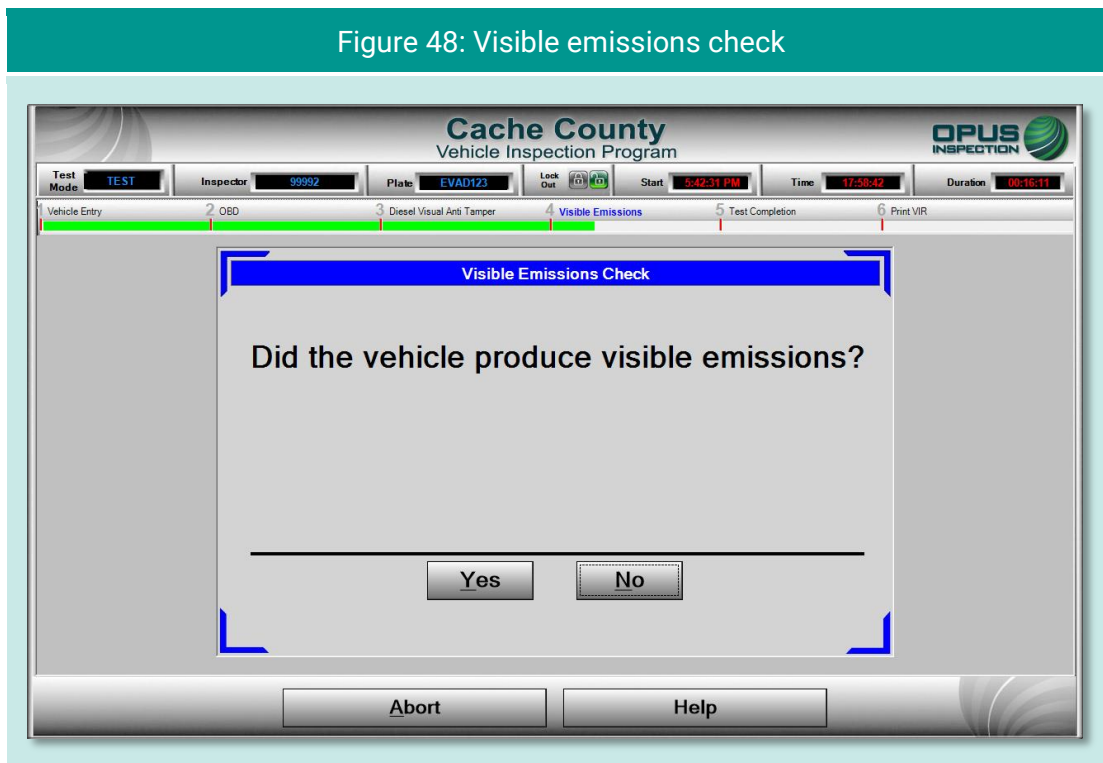 Figure 48: Visible emissions check
Cache County
Vehicle Inspection Program
OPUS
INSPECTION
Test Mode TEST Inspector 99992 Plate EVAD123 Lock Out Start 5:42:31 PM Time 17:58:42 Duration 00:16:11
1 Vehicle Entry 2 OBD 3 Diesel Visual Anti Tamper 4 Visible Emissions 5 Test Completion 6 Print VIR
Visible Emissions Check
Did the vehicle produce visible emissions?
Yes No
Abort Help